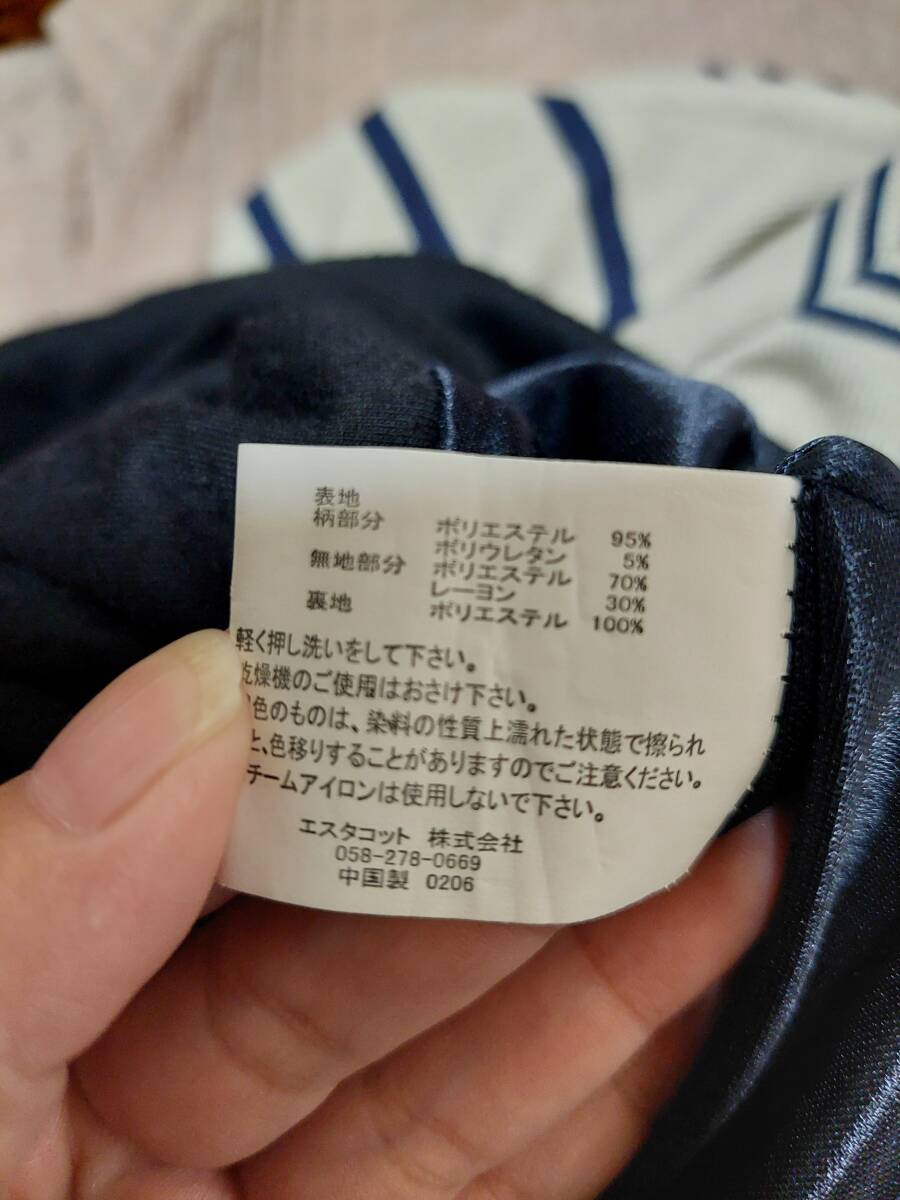 表地
柄部分 ポリエステル 95%
ポリウレタン 5%
無地部分 ポリエステル 70%
レーヨン 30%
裏地 ポリエステル 100%
軽く押し洗いをして下さい。
乾燥機のご使用はおさけ下さい。
色のものは、染料の性質上濡れた状態で擦られ
と、色移りすることがありますのでご注意ください。
チームアイロンは使用しないで下さい。
エスタコット 株式会社
058-278-0669
中国製 0206